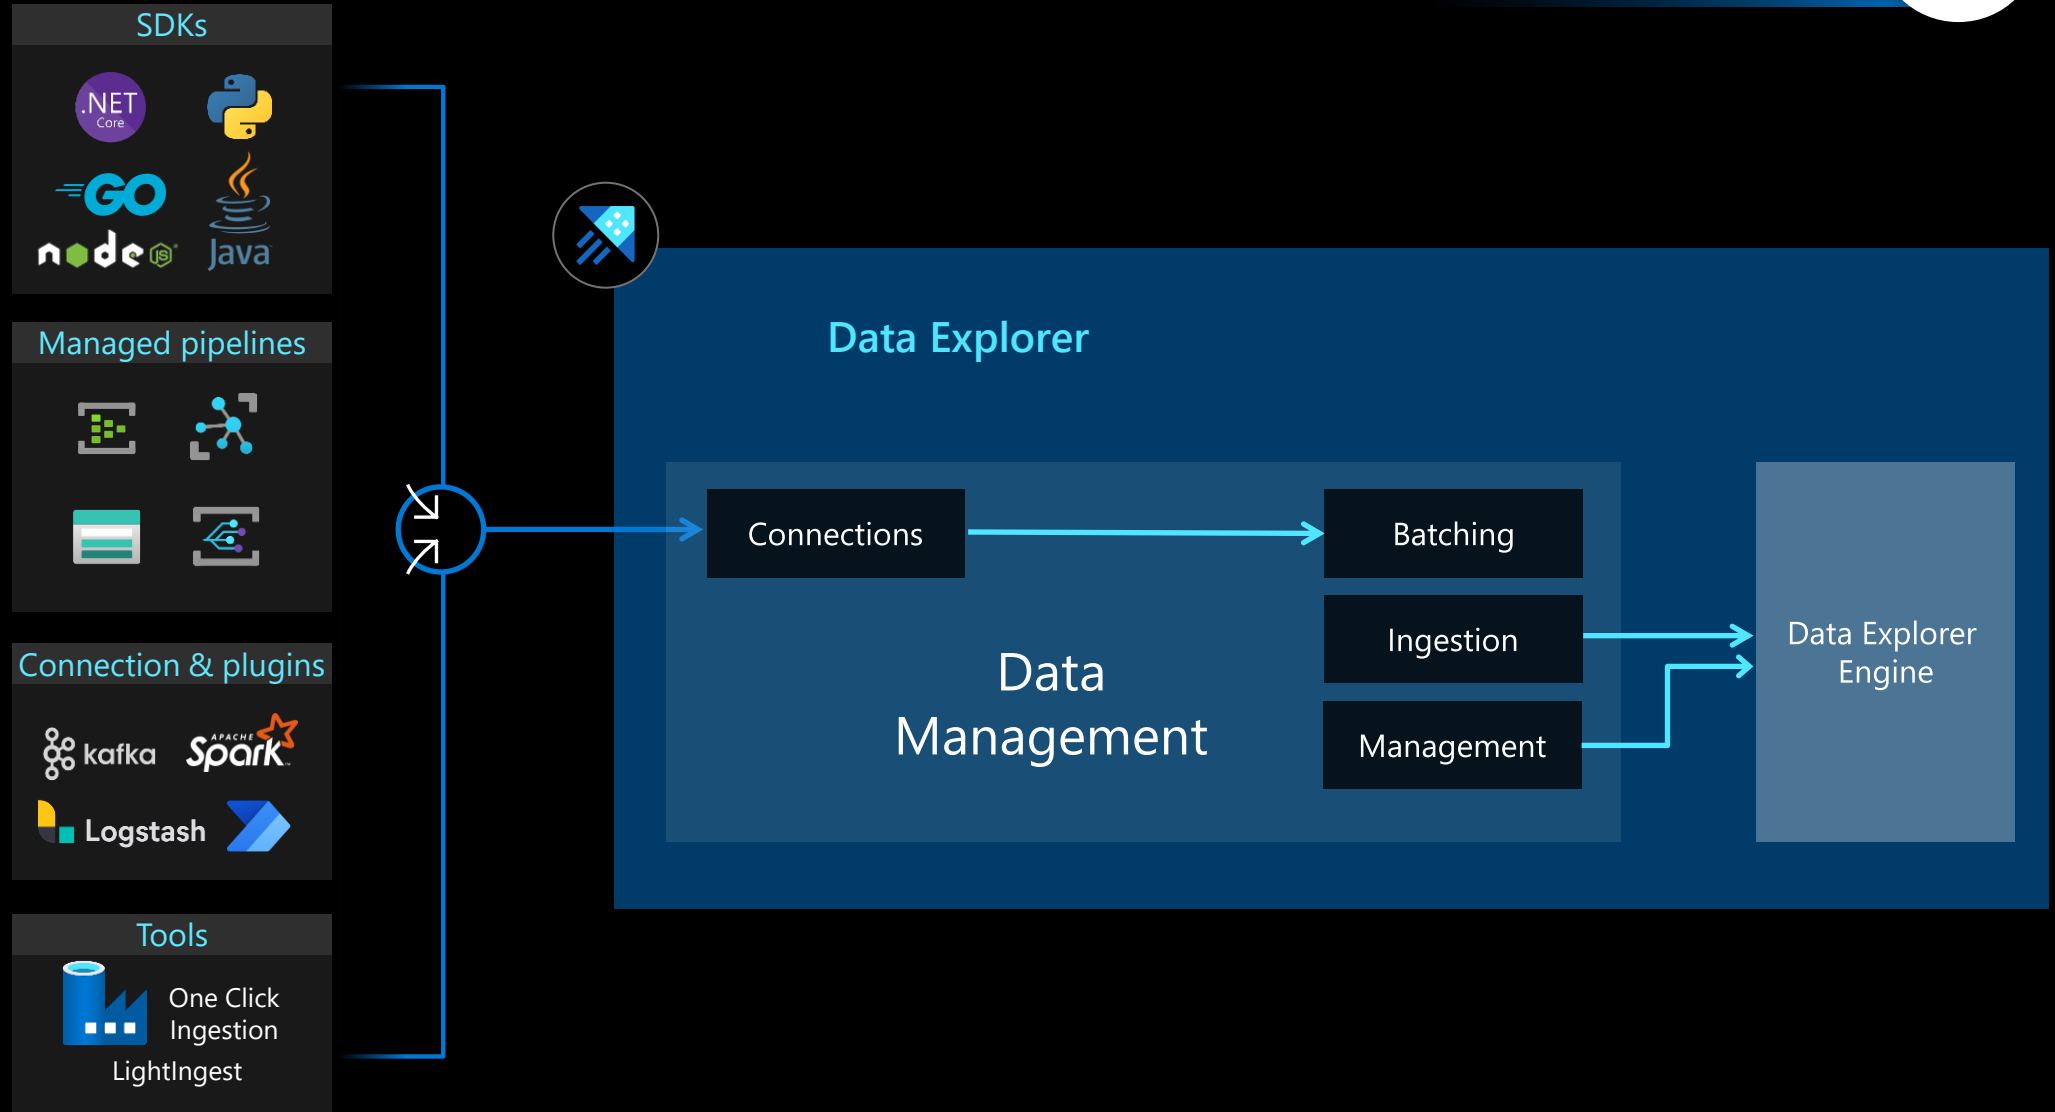 SDKs
.NET
Core
GO
node
JS
Java
Managed pipelines
Connection & plugins
kafka
APACHE
Spark
Logstash
Tools
One Click
Ingestion
LightIngest
Data Explorer
Connections
Batching
Ingestion
Management
Data
Management
Data Explorer
Engine